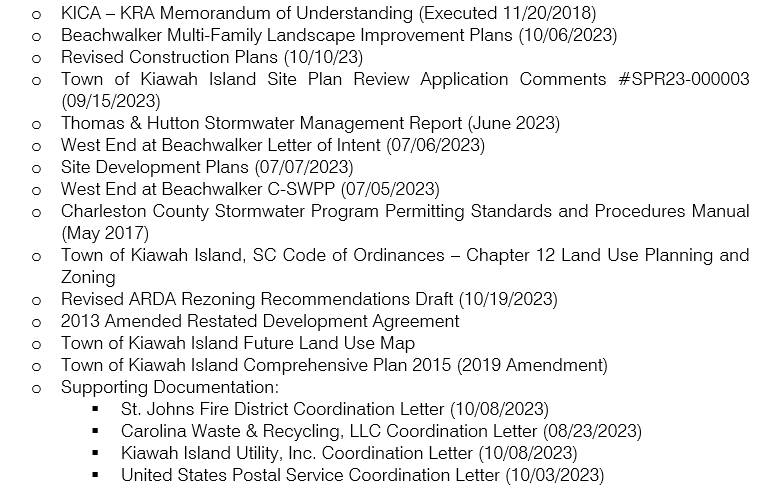 o KICA – KRA Memorandum of Understanding (Executed 11/20/2018)
o Beachwalker Multi-Family Landscape Improvement Plans (10/06/2023)
o Revised Construction Plans (10/10/23)
o Town of Kiawah Island Site Plan Review Application Comments #SPR23-000003
(09/15/2023)
o Thomas & Hutton Stormwater Management Report (June 2023)
o West End at Beachwalker Letter of Intent (07/06/2023)
o Site Development Plans (07/07/2023)
o West End at Beachwalker C-SWPP (07/05/2023)
o Charleston County Stormwater Program Permitting Standards and Procedures Manual
(May 2017)
o Town of Kiawah Island, SC Code of Ordinances – Chapter 12 Land Use Planning and
Zoning
o Revised ARDA Rezoning Recommendations Draft (10/19/2023)
o 2013 Amended Restated Development Agreement
o Town of Kiawah Island Future Land Use Map
o Town of Kiawah Island Comprehensive Plan 2015 (2019 Amendment)
o Supporting Documentation:
▪ St. Johns Fire District Coordination Letter (10/08/2023)
▪ Carolina Waste & Recycling, LLC Coordination Letter (08/23/2023)
▪ Kiawah Island Utility, Inc. Coordination Letter (10/08/2023)
▪ United States Postal Service Coordination Letter (10/03/2023)